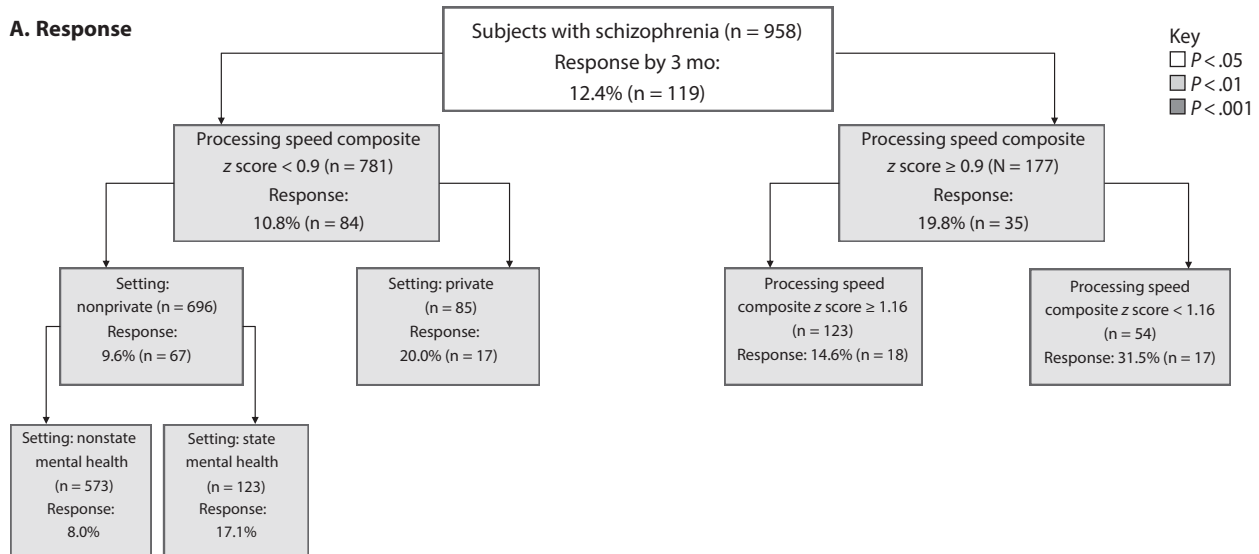 A. Response
Subjects with schizophrenia (n = 958)
Response by 3 mo:
12.4% (n = 119)
Key
P < .05
P < .01
P < .001
Processing speed composite
z score < 0.9 (n = 781)
Response:
10.8% (n = 84)
Processing speed composite
z score ≥ 0.9 (N = 177)
Response:
19.8% (n = 35)
Setting:
nonprivate (n = 696)
Response:
9.6% (n = 67)
Setting: private
(n = 85)
Response:
20.0% (n = 17)
Processing speed
composite z score ≥ 1.16
(n = 123)
Response: 14.6% (n = 18)
Processing speed
composite z score < 1.16
(n = 54)
Response: 31.5% (n = 17)
Setting: nonstate
mental health
(n = 573)
Response:
8.0%
Setting: state
mental health
(n = 123)
Response:
17.1%